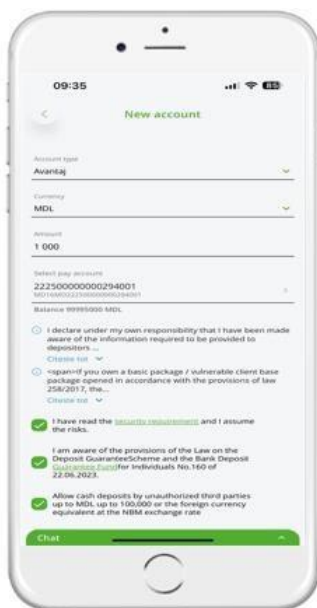 09:35
85
New account
Account type
Avantaj
Currency
MDL
Amount
1 000
Select pay account
222500000000294001
Balance 99995000 MDL
I declare under my own responsibility that I have been made
aware of the information required to be provided to
depositors ...
Citeste tot
<span>If you own a basic package / vulnerable client base
package opened in accordance with the provisions of law
258/2017, the...
Citeste tot
I have read the security requirement and I assume
the risks.
I am aware of the provisions of the Law on the
Deposit GuaranteeScheme and the Bank Deposit
Guarantee Fundfor Individuals No.160 of
22.06.2023.
Allow cash deposits by unauthorized third parties
up to MDL up to 100,000 or the foreign currency
equivalent at the NBM exchange rate
Chat